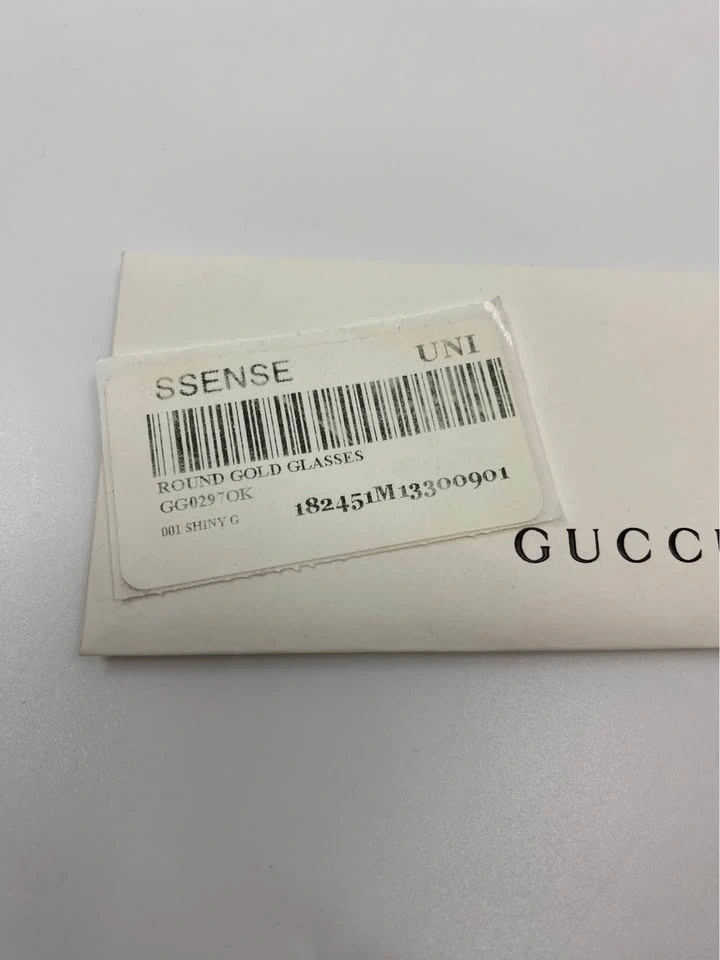 SSENSE
UNI
ROUND GOLD GLASSES
GG0297OK
182451M13300901
001 SHINY G
GUCC